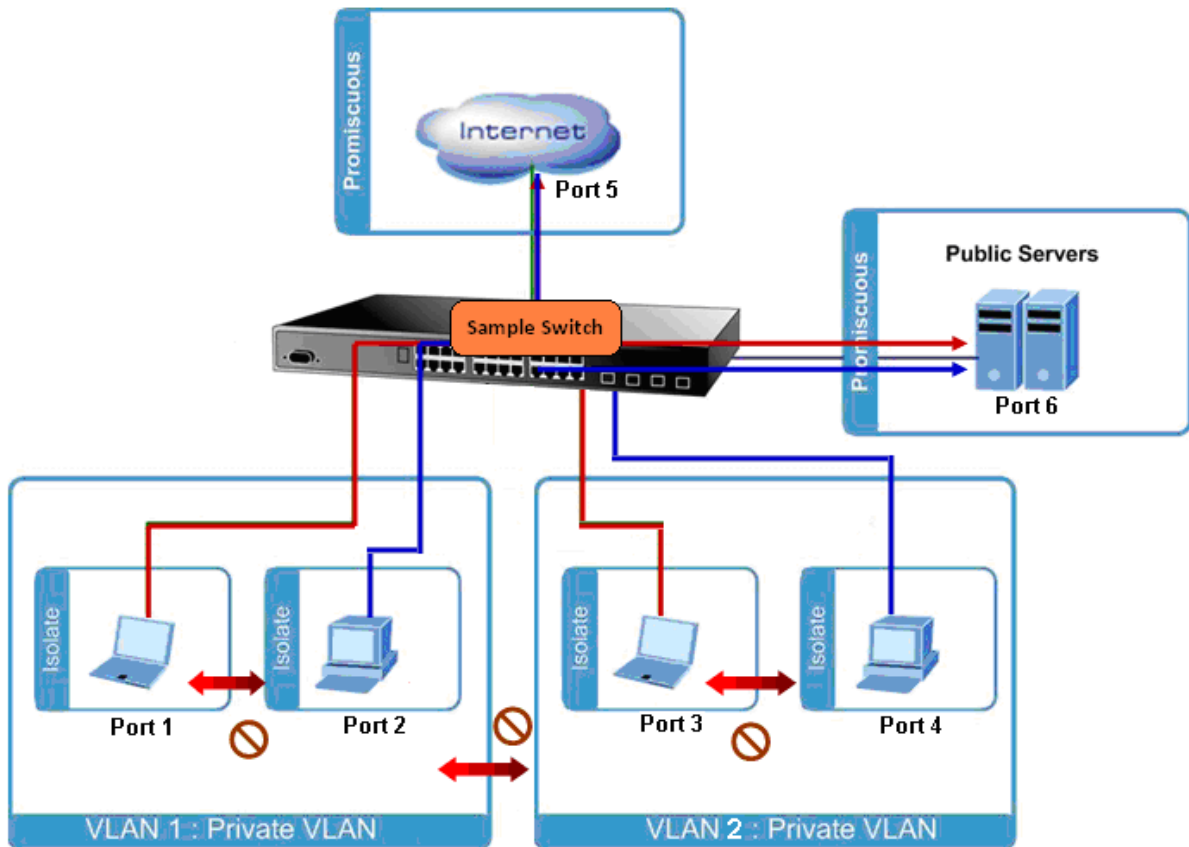 Promiscuous
Internet
Port 5
Promiscuous
Public Servers
Port 6
Sample Switch
Isolate
Port 1
Isolate
Port 2
Isolate
Port 3
Isolate
Port 4
VLAN 1 : Private VLAN
VLAN 2 : Private VLAN